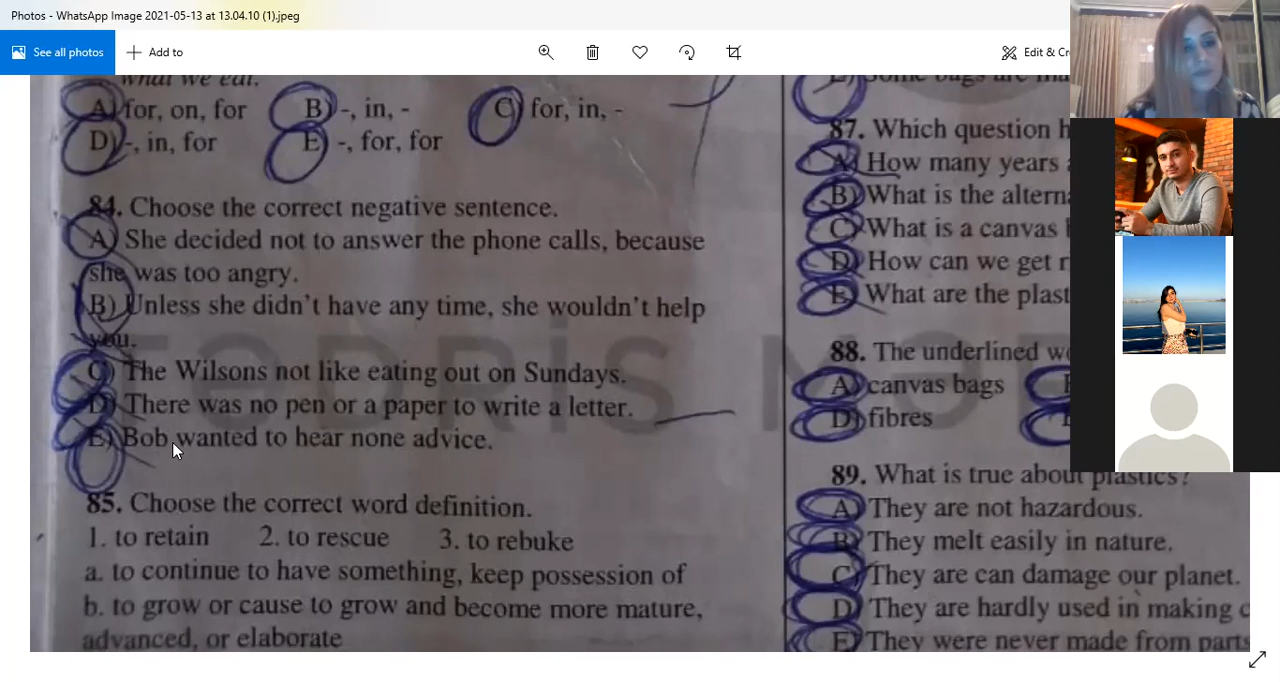 Photos - WhatsApp Image 2021-05-13 at 13.04.10 (1).jpeg
See all photos
Add to
Edit &
what we eat.
A) for, on, for B) -, in, - C) for, in, -
D) -, in, for E) -, for, for
84. Choose the correct negative sentence.
A) She decided not to answer the phone calls, because
she was too angry.
B) Unless she didn't have any time, she wouldn't help
you.
C) The Wilsons not like eating out on Sundays.
D) There was no pen or a paper to write a letter.
E) Bob wanted to hear none advice.
85. Choose the correct word definition.
1. to retain 2. to rescue 3. to rebuke
a. to continue to have something, keep possession of
b. to grow or cause to grow and become more mature,
advanced, or elaborate
E) Some bags are
87. Which question
A) How many years
B) What is the
C) What is a canvas
D) How can we get
E) What are the
88. The underlined
A) canvas bags
D) fibres
89. What is true about plastics?
A) They are not hazardous.
B) They melt easily in nature.
C) They are can damage our planet.
D) They are hardly used in making
E) They were never made from parts